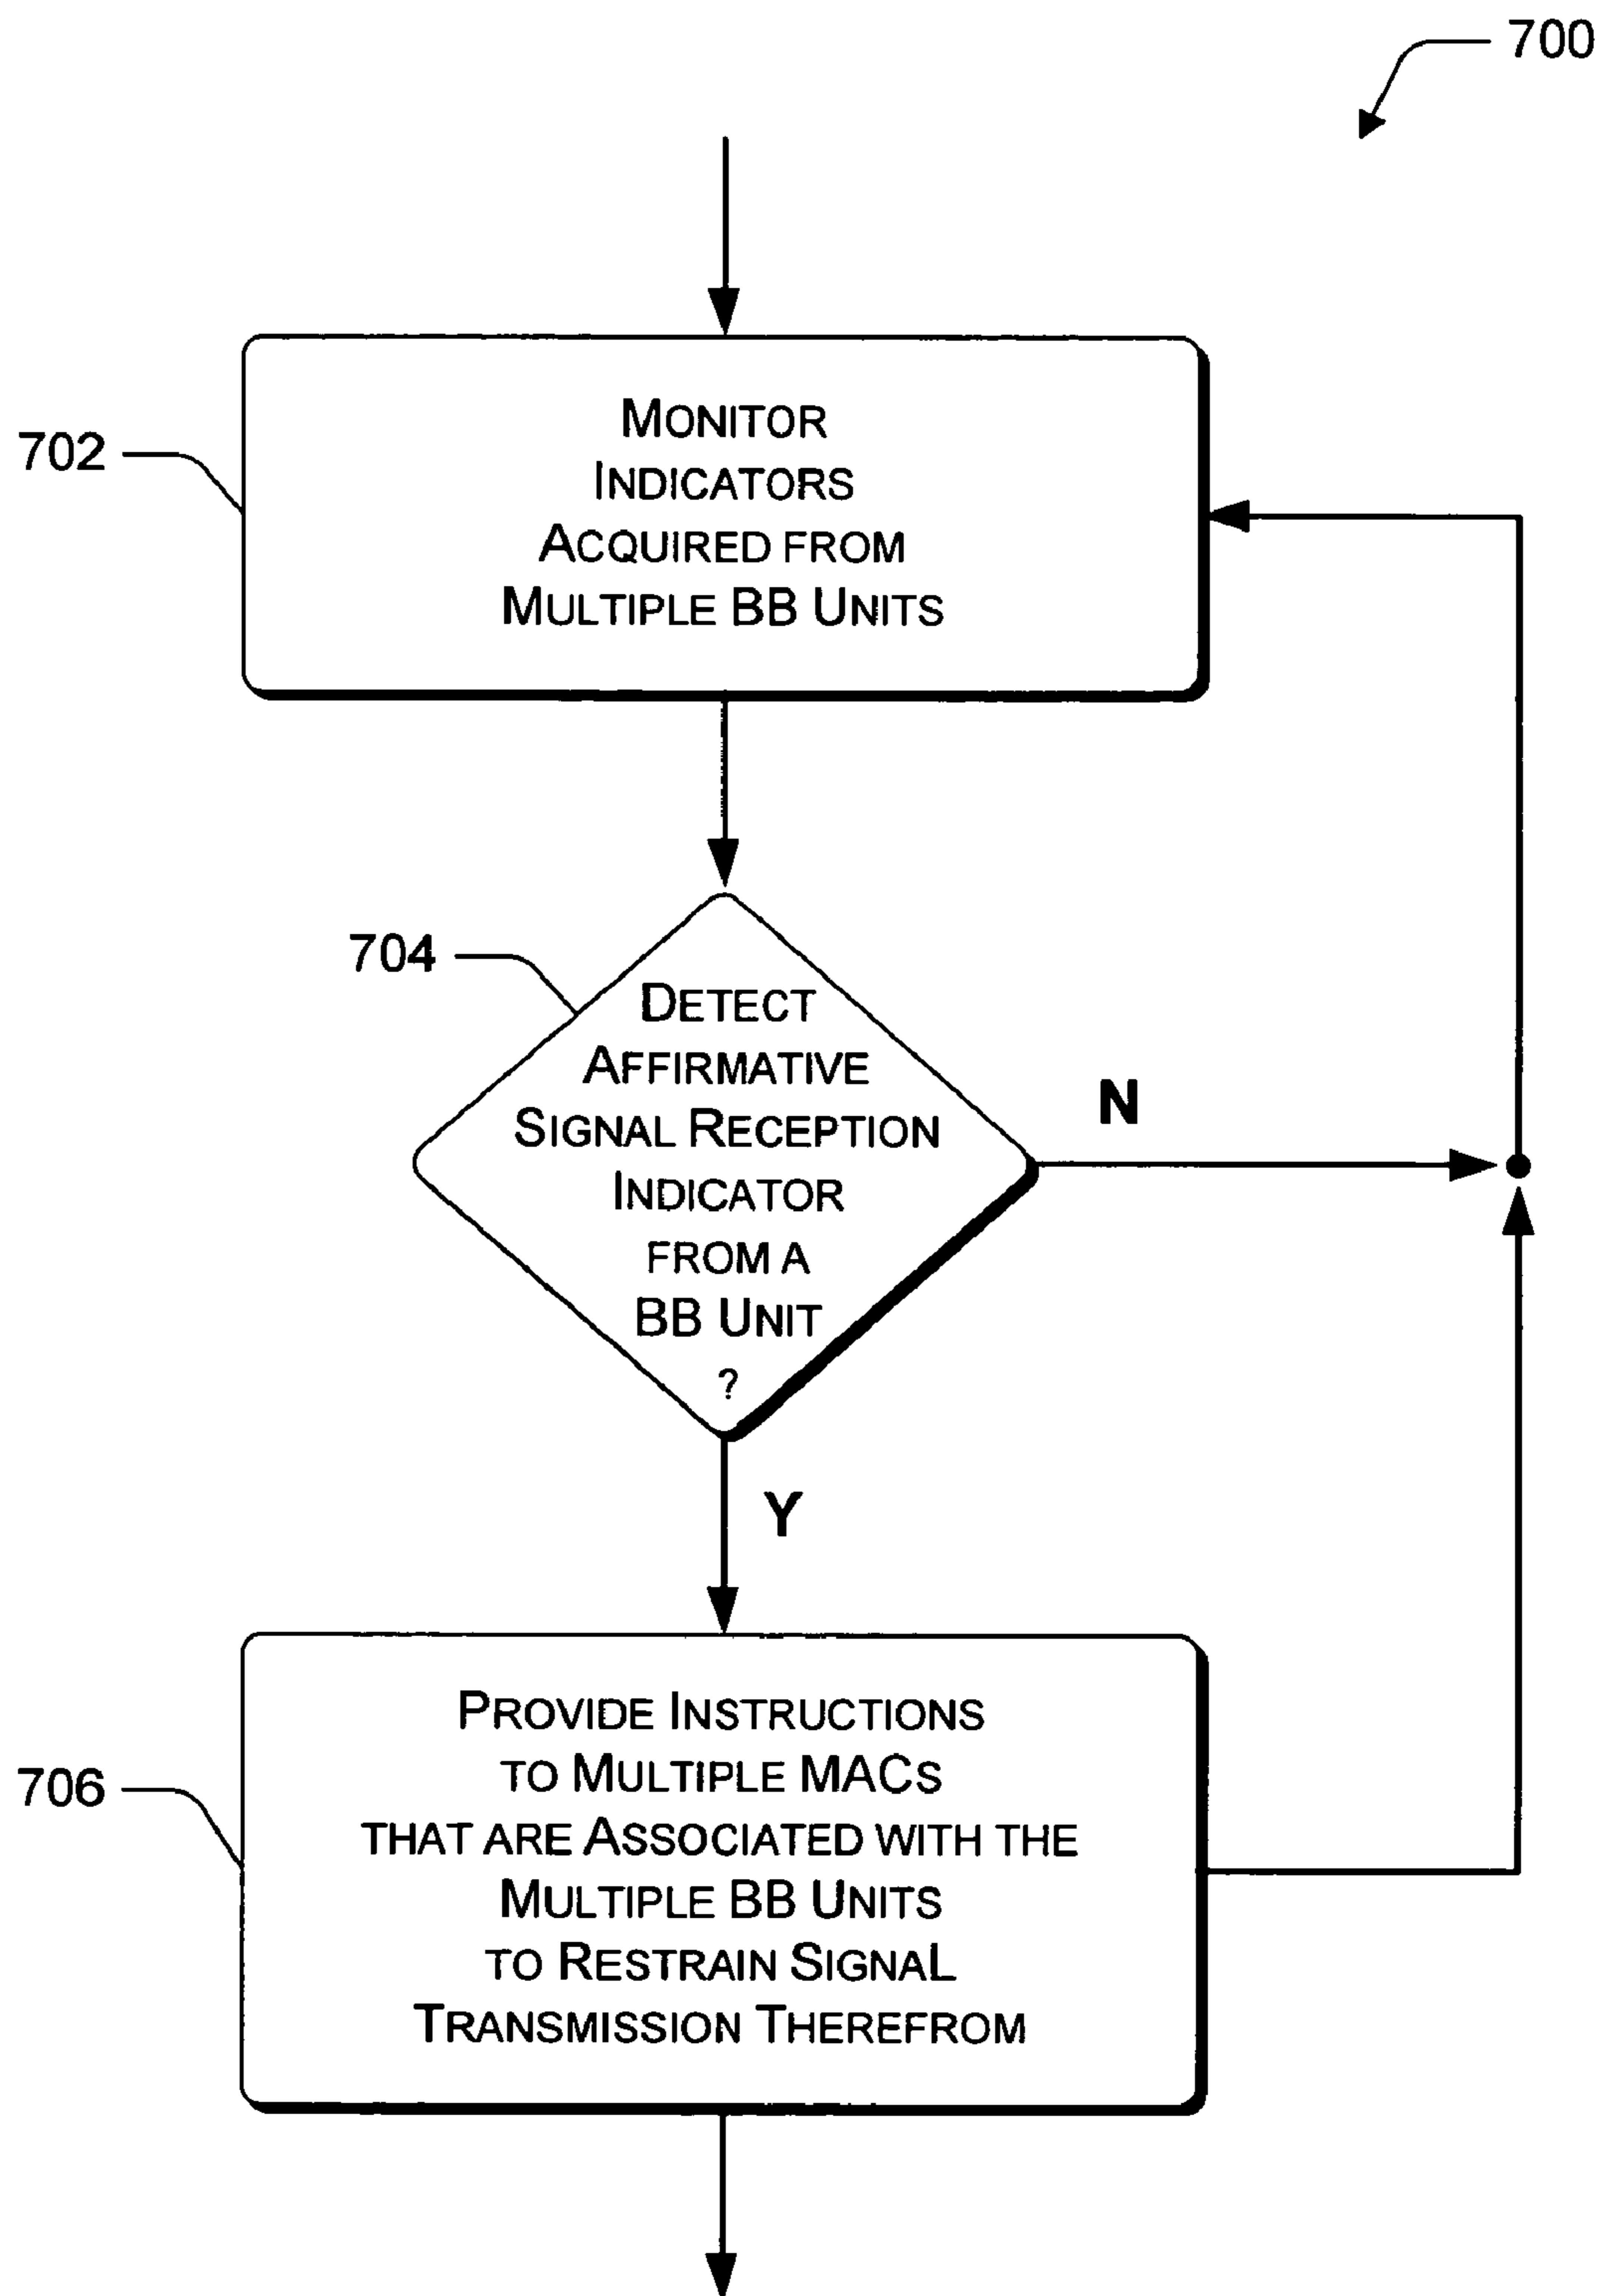 700
702
MONITOR
INDICATORS
ACQUIRED FROM
MULTIPLE BB UNITS
704
DETECT
AFFIRMATIVE
SIGNAL RECEPTION
INDICATOR
FROM A
BB UNIT
?
N
Y
706
PROVIDE INSTRUCTIONS
TO MULTIPLE MACS
THAT ARE ASSOCIATED WITH THE
MULTIPLE BB UNITS
TO RESTRAIN SIGNAL
TRANSMISSION THEREFROM